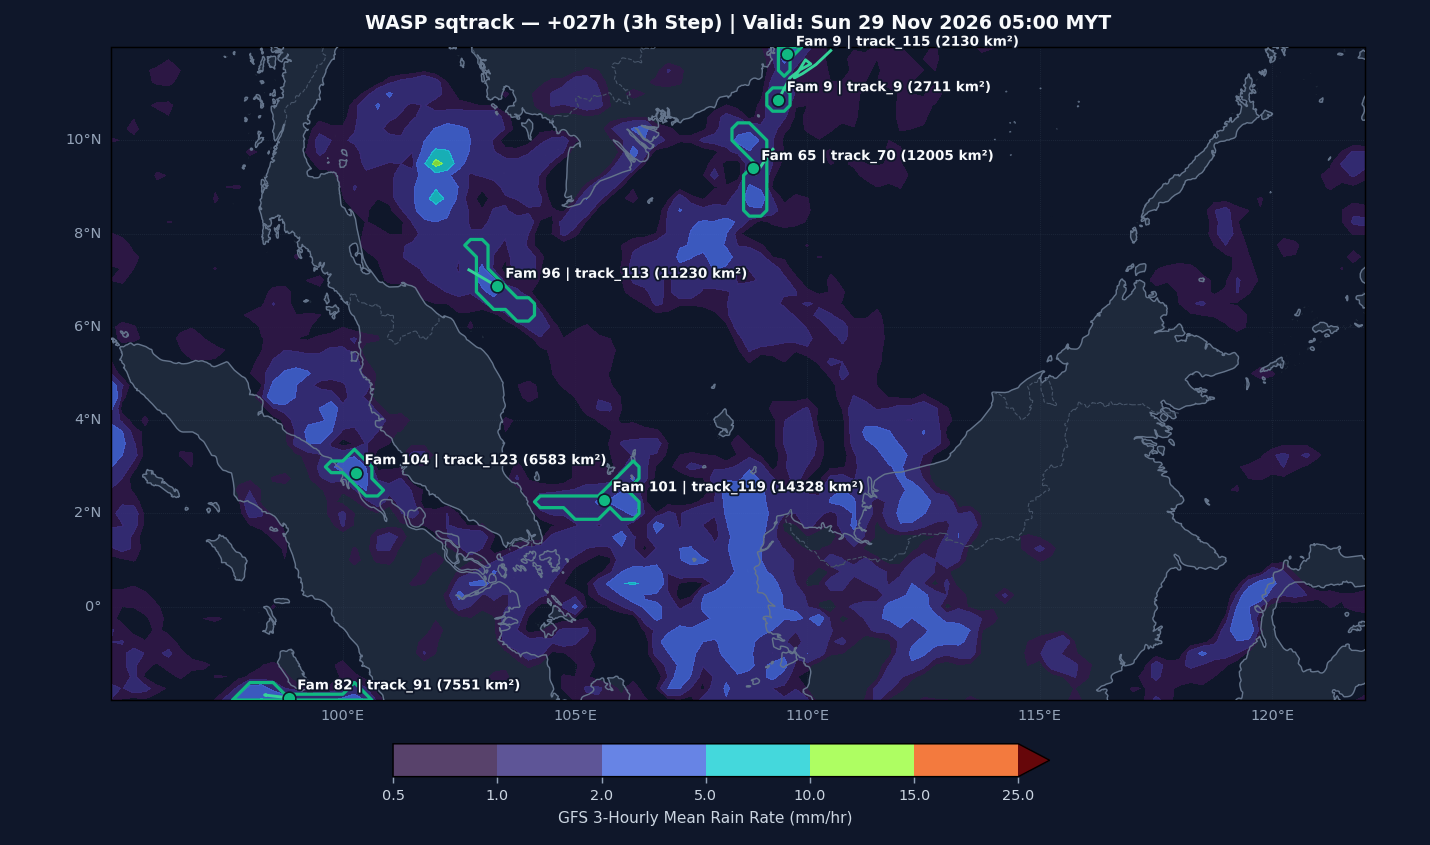 WASP sqtrack — +027h (3h Step) | Valid: Sun 29 Nov 2026 05:00 MYT
Fam 9 | track_115 (2130 km²)
Fam 9 | track_9 (2711 km²)
10°N
Fam 65 | track_70 (12005 km²)
8°N
Fam 96 | track_113 (11230 km²)
6°N
4°N
Fam 104 | track_123 (6583 km²)
Fam 101 | track_119 (14328 km²)
2°N
0°
Fam 82 | track_91 (7551 km²)
100°E 105°E 110°E 115°E 120°E
0.5 1.0 2.0 5.0 10.0 15.0 25.0
GFS 3-Hourly Mean Rain Rate (mm/hr)